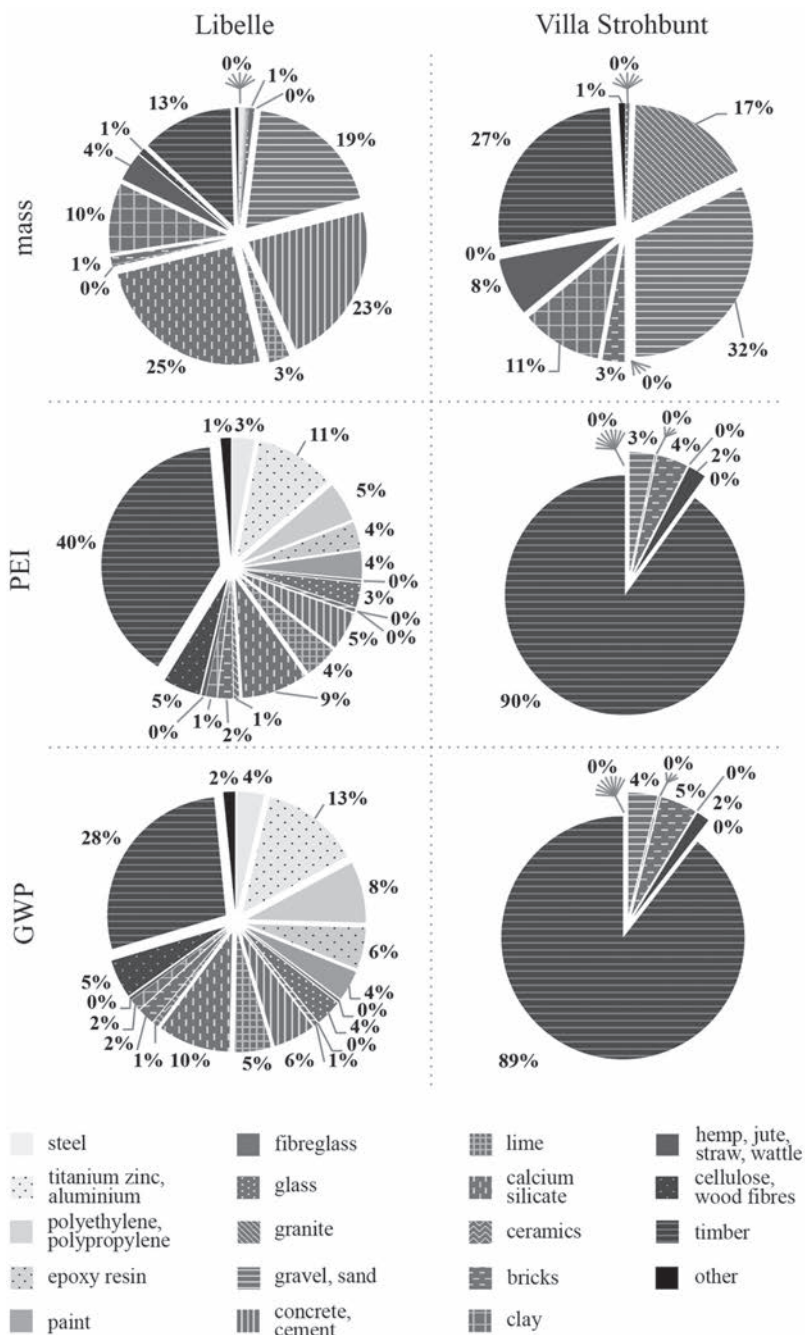 Libelle
Villa Strohbunt
mass
0%
1%
0%
19%
23%
3%
25%
0%
1%
10%
4%
1%
13%
0%
17%
32%
0%
3%
11%
8%
0%
27%
1%
PEI
1%
3%
11%
5%
4%
4%
0%
3%
0%
0%
5%
4%
9%
1%
2%
1%
0%
5%
40%
0%
3%
0%
4%
0%
2%
0%
90%
GWP
2%
4%
13%
8%
6%
4%
0%
4%
0%
1%
6%
5%
10%
1%
2%
2%
0%
5%
28%
0%
4%
0%
5%
0%
2%
0%
89%
steel
titanium zinc,
aluminium
polyethylene,
polypropylene
epoxy resin
paint
fibreglass
glass
granite
gravel, sand
concrete,
cement
lime
calcium
silicate
ceramics
bricks
clay
hemp, jute,
straw, wattle
cellulose,
wood fibres
timber
other